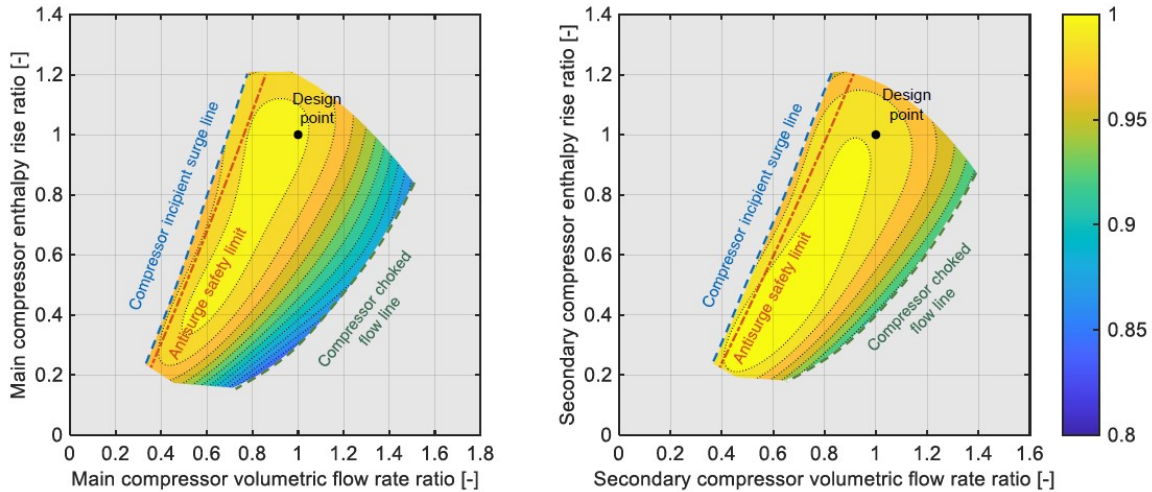 1.4
1.2
1
0.8
0.6
0.4
0.2
0
0
0.2
0.4
0.6
0.8
1
1.2
1.4
1.6
1.8
Main compressor enthalpy rise ratio [-]
Main compressor volumetric flow rate ratio [-]
Compressor incipient surge line
Antisurge safety limit
Design
point
Compressor choked
flow line
1.4
1.2
1
0.8
0.6
0.4
0.2
0
0
0.2
0.4
0.6
0.8
1
1.2
1.4
1.6
Secondary compressor enthalpy rise ratio [-]
Secondary compressor volumetric flow rate ratio [-]
Compressor incipient surge line
Antisurge safety limit
Design
point
Compressor choked
flow line
1
0.95
0.9
0.85
0.8